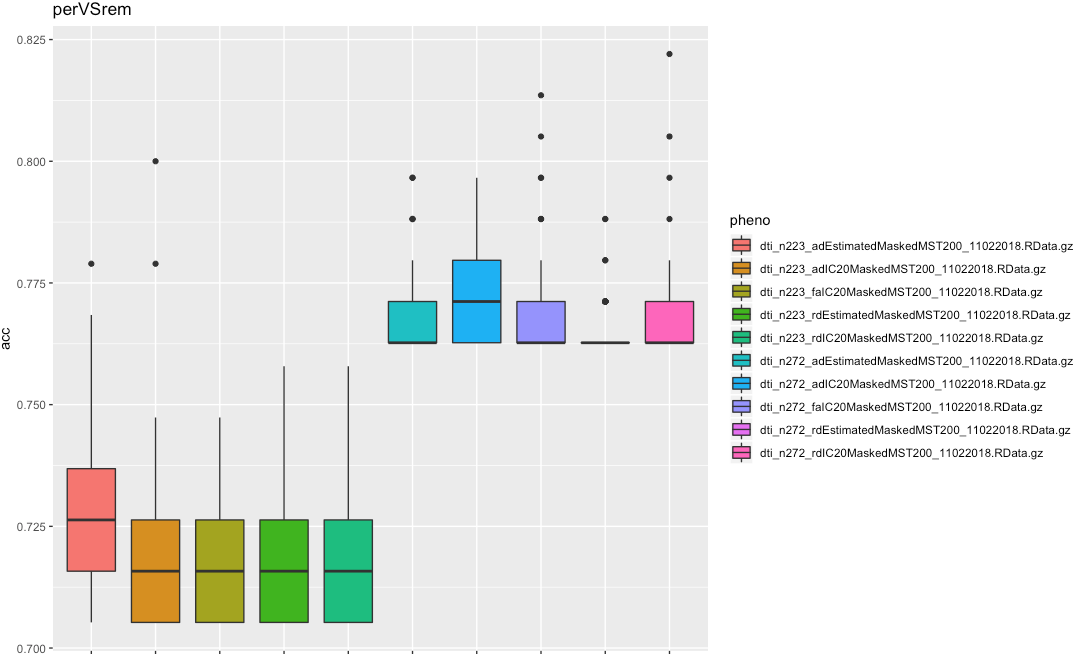 perVSrem
0.825
0.800
0.775
0.750
0.725
0.700
acc
pheno
dti_n223_adEstimatedMaskedMST200_11022018.RData.gz
dti_n223_adIC20MaskedMST200_11022018.RData.gz
dti_n223_faIC20MaskedMST200_11022018.RData.gz
dti_n223_rdEstimatedMaskedMST200_11022018.RData.gz
dti_n223_rdIC20MaskedMST200_11022018.RData.gz
dti_n272_adEstimatedMaskedMST200_11022018.RData.gz
dti_n272_adIC20MaskedMST200_11022018.RData.gz
dti_n272_faIC20MaskedMST200_11022018.RData.gz
dti_n272_rdEstimatedMaskedMST200_11022018.RData.gz
dti_n272_rdIC20MaskedMST200_11022018.RData.gz